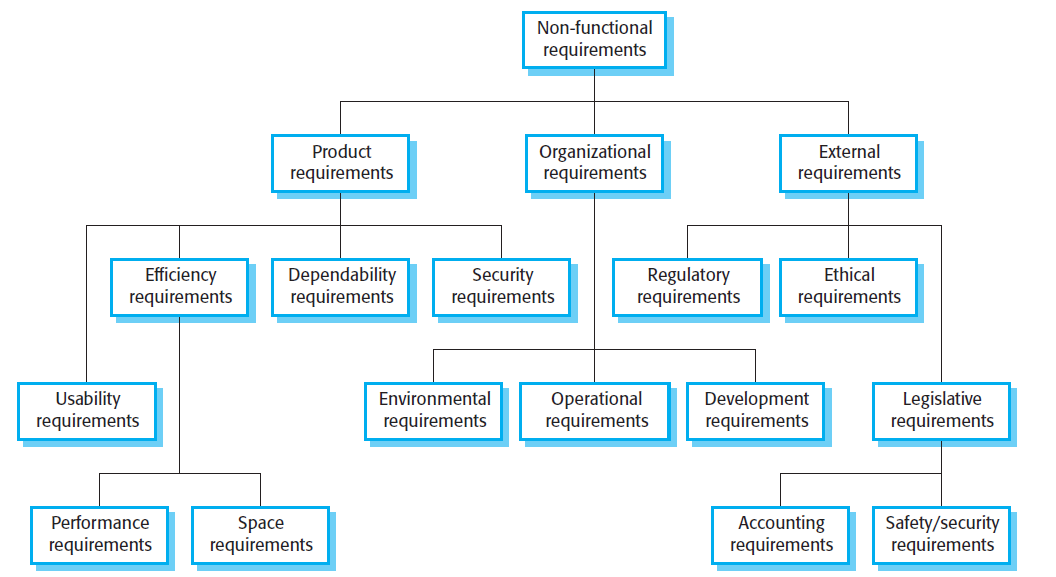 Non-functional
requirements
Product
requirements
Organizational
requirements
External
requirements
Efficiency
requirements
Dependability
requirements
Security
requirements
Regulatory
requirements
Ethical
requirements
Usability
requirements
Environmental
requirements
Operational
requirements
Development
requirements
Legislative
requirements
Performance
requirements
Space
requirements
Accounting
requirements
Safety/security
requirements